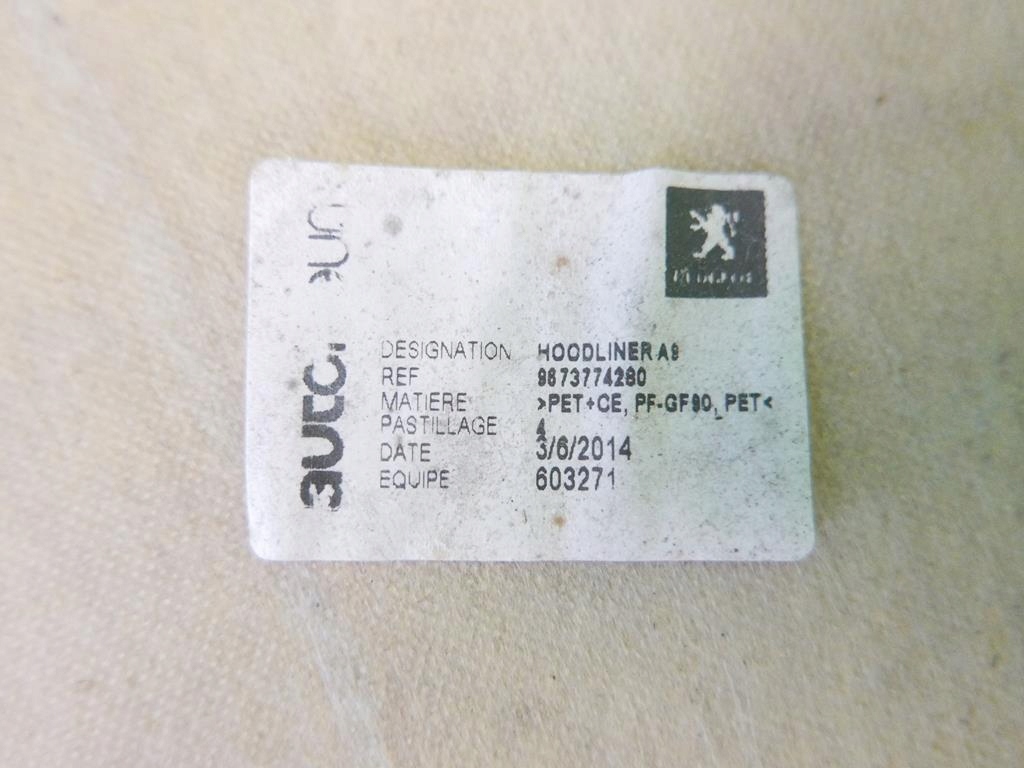 PEUGEOT
DESIGNATION HOODLINER A9
REF 9673774280
MATIERE >PET+CE, PF-GF80, PET<
PASTILLAGE 4
DATE 3/6/2014
EQUIPE 603271